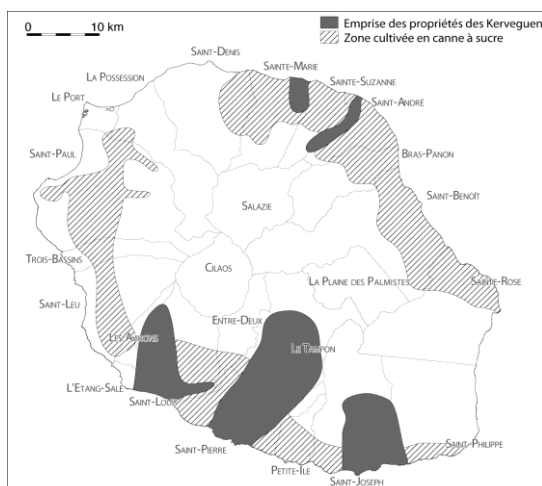 0 10 km
Emprise des propriétés des Kerveguen
Zone cultivée en canne à sucre
SAINT-DENIS
SAINTE-MARIE
LA POSSESSION
SAINTE-SUZANNE
LE PORT
SAINT-ANDRÉ
SAINT-PAUL
BRAS-PANON
SAINT-BENOÎT
SALAZIE
TROIS-BASSINS
CILAOS
LA PLAINE DES PALMISTES
SAINTE-ROSE
SAINT-LEU
ENTRE-DEUX
LES AVIRONS
LE TAMPON
L'ETANG-SALÉ
SAINT-LOUIS
SAINT-PIERRE
SAINT-PHILIPPE
PETITE-ILE
SAINT-JOSEPH